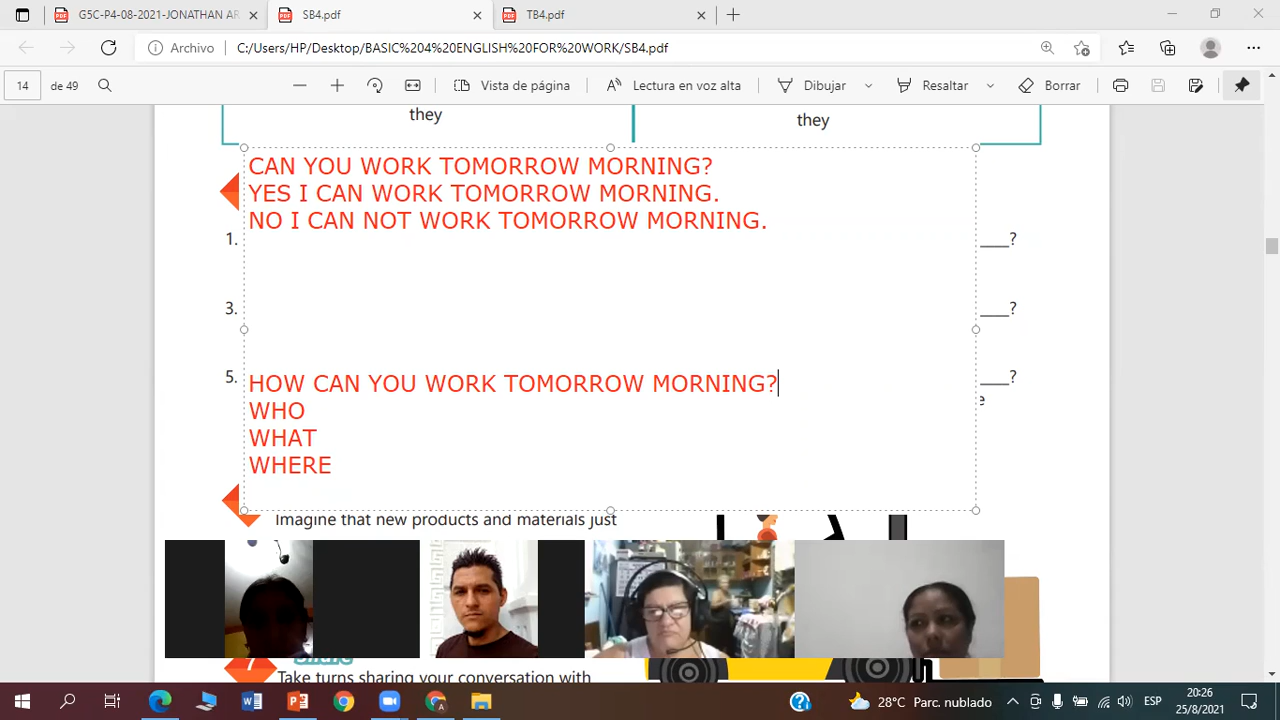 G5C-P4-08-2021-JONATHAN AR
SB4.pdf
TB4.pdf
Archivo
C:/Users/HP/Desktop/BASIC%204%20ENGLISH%20FOR%20WORK/SB4.pdf
14
de 49
Vista de página
Lectura en voz alta
Dibujar
Resaltar
Borrar
they
they
CAN YOU WORK TOMORROW MORNING?
YES I CAN WORK TOMORROW MORNING.
NO I CAN NOT WORK TOMORROW MORNING.
1. ____?
3. ____?
5. ____?
HOW CAN YOU WORK TOMORROW MORNING?
e
WHO
WHAT
WHERE
Imagine that new products and materials just
7
Share
Take turns sharing your conversation with
28°C Parc. nublado
ESP
20:26
25/8/2021